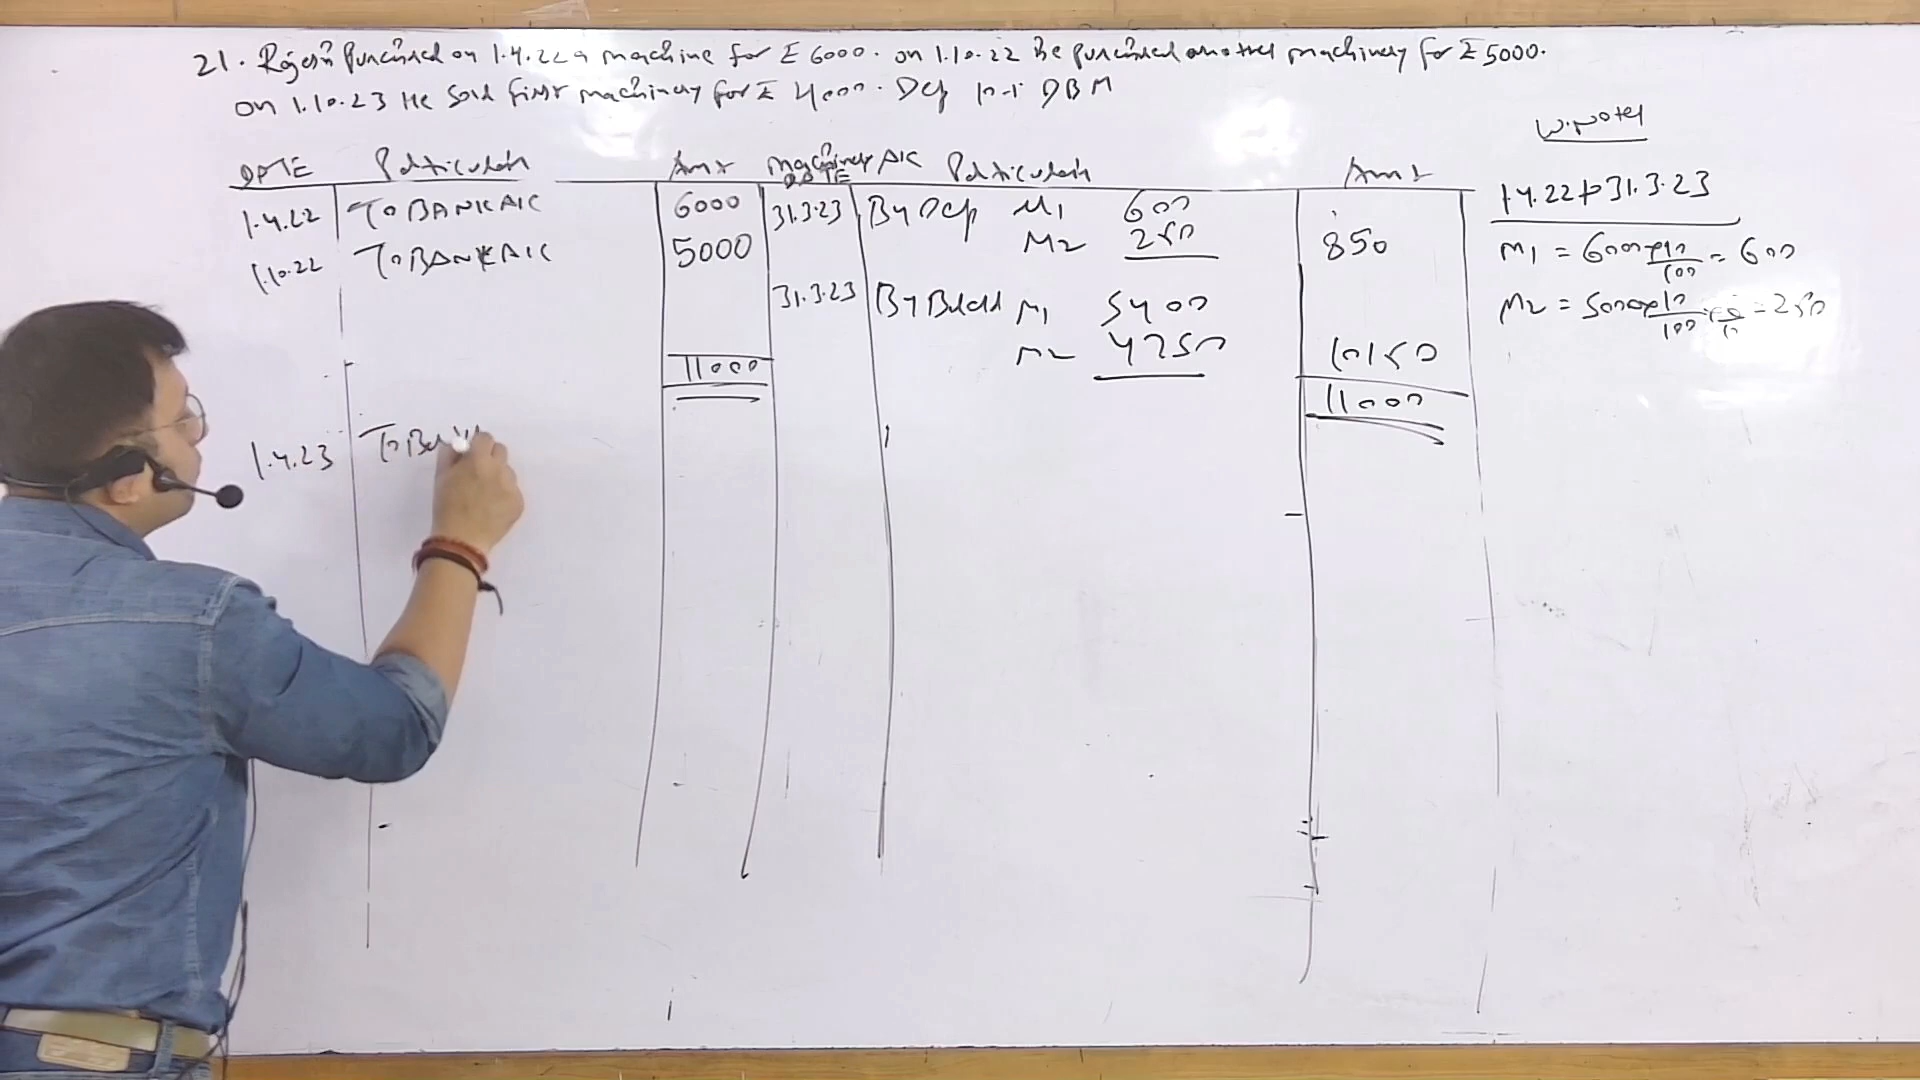 21. Rajesh purchased on 1.4.22 a machine for ₹ 6000. on 1.10.22 he purchased another machinery for ₹ 5000.
on 1.10.23 He sold first machinery for ₹ 4000. Dep 10% DBM
W.Notes
Machinery A/C
DATE Particulars Amt DATE Particulars Amt
1.4.22 To BANK A/C 6000 31.3.23 By Dep M1 600
1.10.22 To BANK A/C 5000 M2 250 850
31.3.23 By Bal c/d M1 5400
M2 4750 10150
11000 11000
1.4.23 To Bal
1.4.22 to 31.3.23
M1 = 6000×10/100 = 600
M2 = 5000×10/100 × = 250